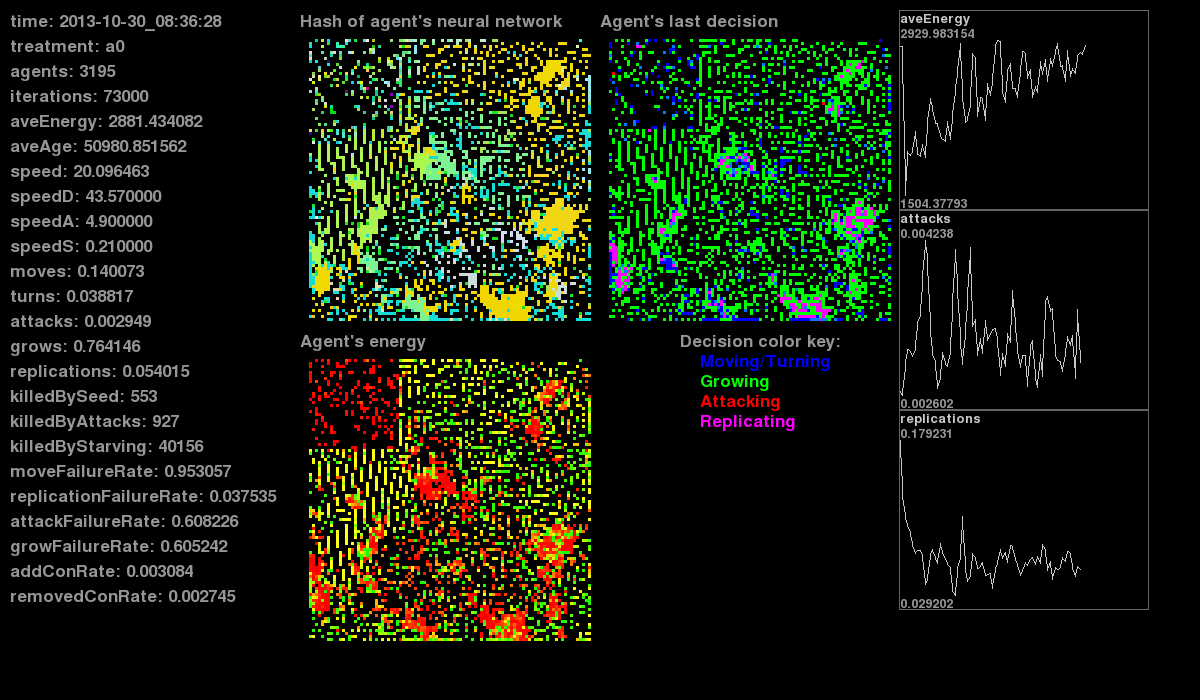 time: 2013-10-30_08:36:28
treatment: a0
agents: 3195
iterations: 73000
aveEnergy: 2881.434082
aveAge: 50980.851562
speed: 20.096463
speedD: 43.570000
speedA: 4.900000
speedS: 0.210000
moves: 0.140073
turns: 0.038817
attacks: 0.002949
grows: 0.764146
replications: 0.054015
killedBySeed: 553
killedByAttacks: 927
killedByStarving: 40156
moveFailureRate: 0.953057
replicationFailureRate: 0.037535
attackFailureRate: 0.608226
growFailureRate: 0.605242
addConRate: 0.003084
removedConRate: 0.002745
Hash of agent's neural network
Agent's last decision
Agent's energy
Decision color key:
Moving/Turning
Growing
Attacking
Replicating
aveEnergy
2929.983154
1504.37793
attacks
0.004238
0.002602
replications
0.179231
0.029202